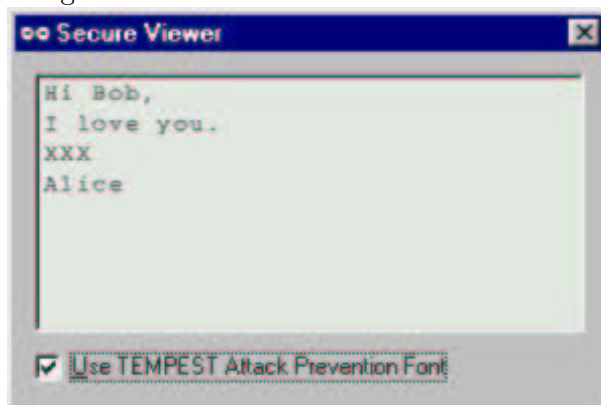 Secure Viewer
Hi Bob,
I love you.
XXX
Alice
Use TEMPEST Attack Prevention Font